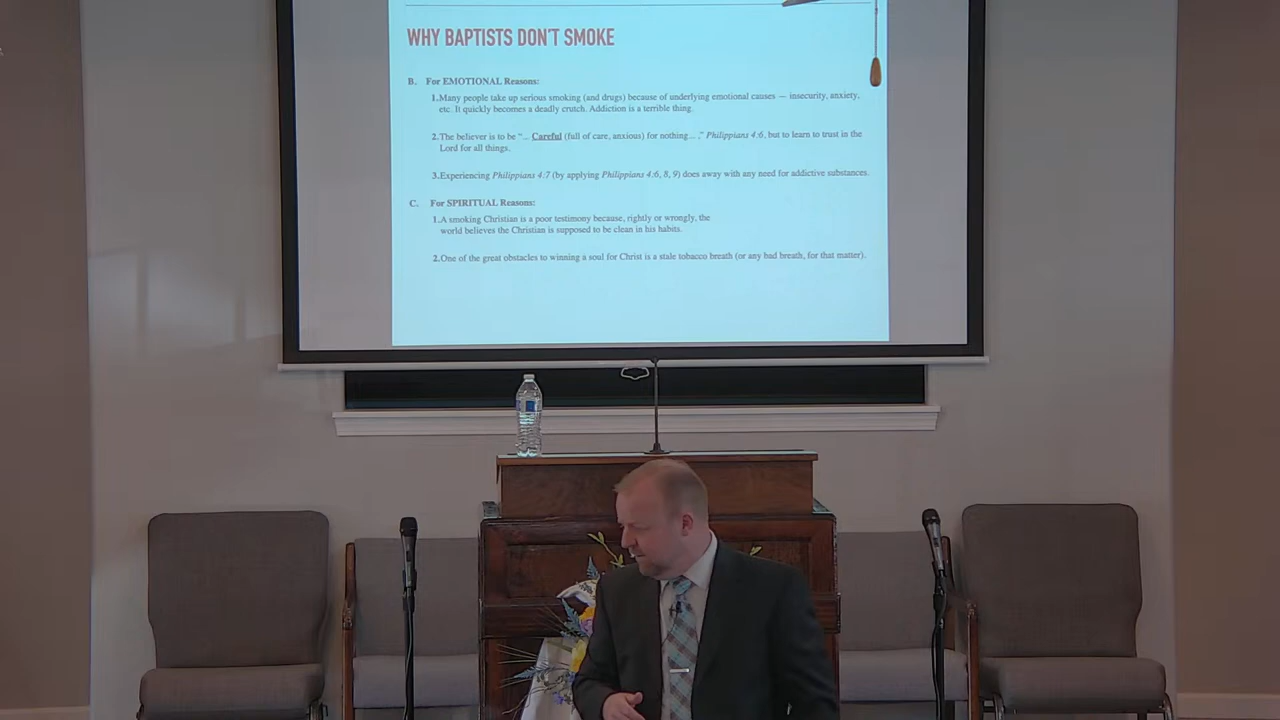 WHY BAPTISTS DON'T SMOKE
B. For EMOTIONAL Reasons:
1.Many people take up serious smoking (and drugs) because of underlying emotional causes — insecurity, anxiety,
etc. It quickly becomes a deadly crutch. Addiction is a terrible thing.
2.The believer is to be "... Careful (full of care, anxious) for nothing... ," Philippians 4:6, but to learn to trust in the
Lord for all things.
3.Experiencing Philippians 4:7 (by applying Philippians 4:6, 8, 9) does away with any need for addictive substances.
C. For SPIRITUAL Reasons:
1.A smoking Christian is a poor testimony because, rightly or wrongly, the
world believes the Christian is supposed to be clean in his habits.
2.One of the great obstacles to winning a soul for Christ is a stale tobacco breath (or any bad breath, for that matter).